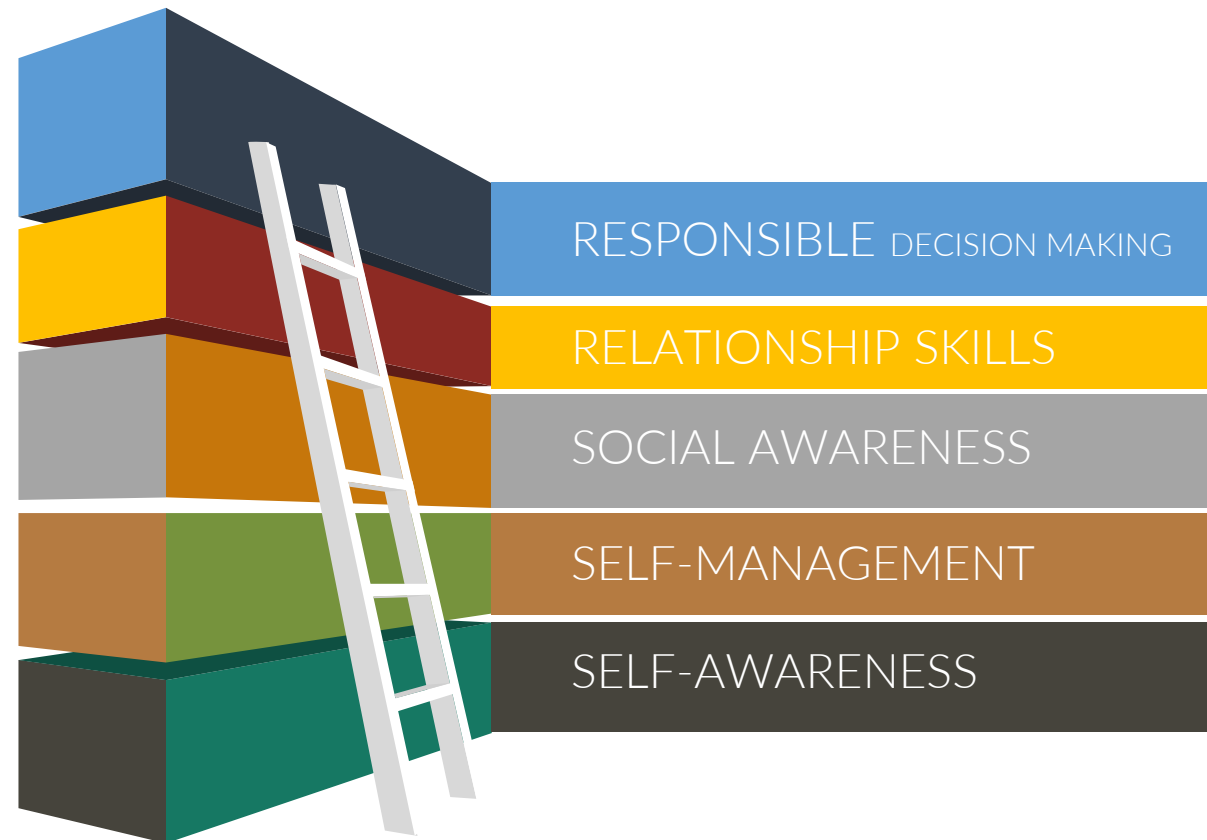 RESPONSIBLE DECISION MAKING
RELATIONSHIP SKILLS
SOCIAL AWARENESS
SELF-MANAGEMENT
SELF-AWARENESS